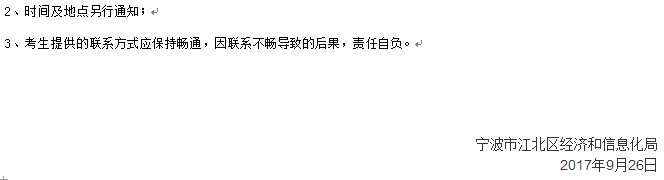 2、时间及地点另行通知；
3、考生提供的联系方式应保持畅通，因联系不畅导致的后果，责任自负。
宁波市江北区经济和信息化局
2017年9月26日